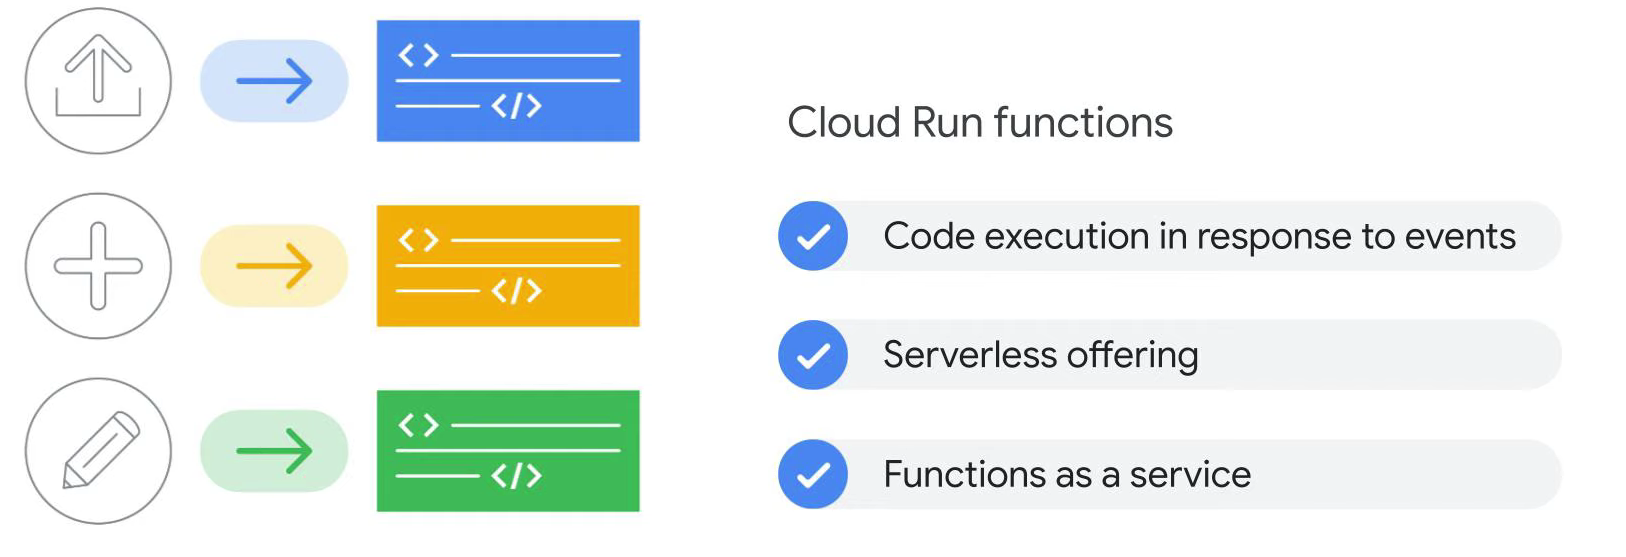 Cloud Run functions
Code execution in response to events
Serverless offering
Functions as a service